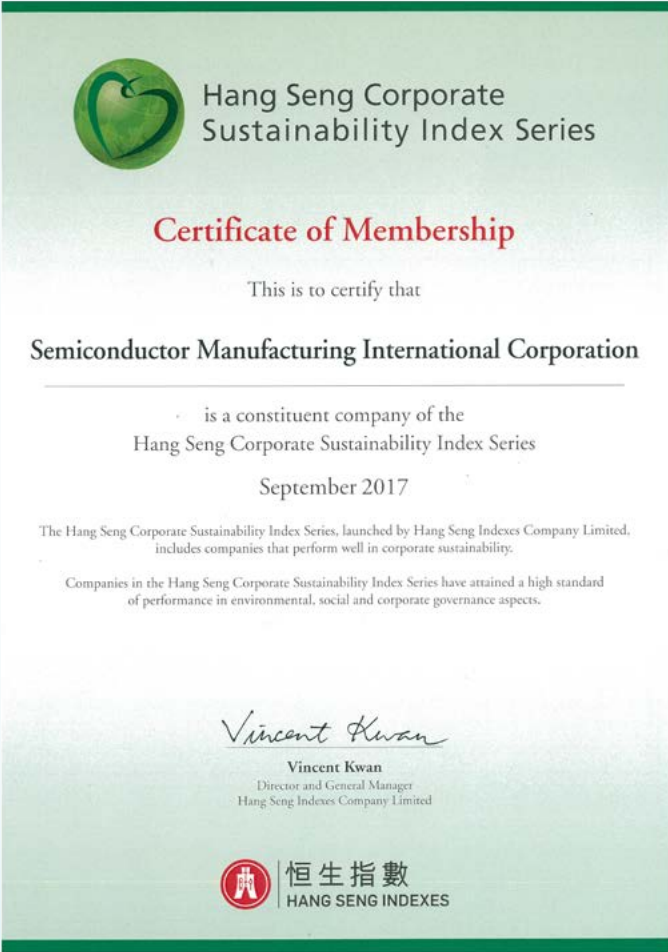 Hang Seng Corporate
Sustainability Index Series
Certificate of Membership
This is to certify that
Semiconductor Manufacturing International Corporation
is a constituent company of the
Hang Seng Corporate Sustainability Index Series
September 2017
The Hang Seng Corporate Sustainability Index Series, launched by Hang Seng Indexes Company Limited,
includes companies that perform well in corporate sustainability.
Companies in the Hang Seng Corporate Sustainability Index Series have attained a high standard
of performance in environmental, social and corporate governance aspects.
Vincent Kwan
Vincent Kwan
Director and General Manager
Hang Seng Indexes Company Limited
恒生指數
HANG SENG INDEXES